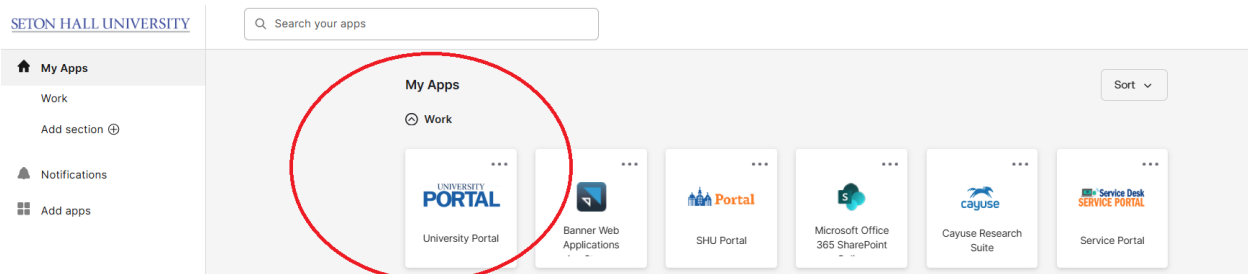 SETON HALL UNIVERSITY
Search your apps
My Apps
Work
Add section
Notifications
Add apps
My Apps
Sort
Work
UNIVERSITY
PORTAL
University Portal
Banner Web
Applications
Portal
SHU Portal
S
Microsoft Office
365 SharePoint
cayuse
Cayuse Research
Suite
Service Desk
SERVICE PORTAL
Service Portal